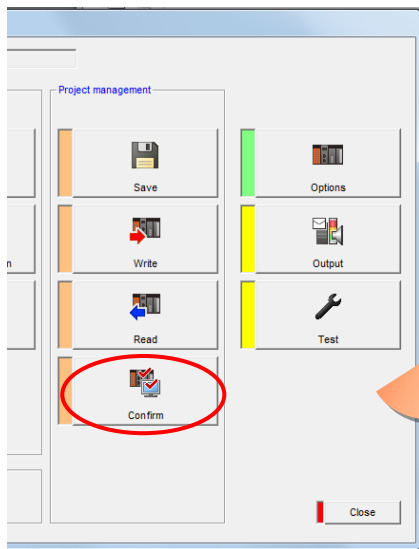 Project management
Save
Options
n
Write
Output
Read
Test
Confirm
Close